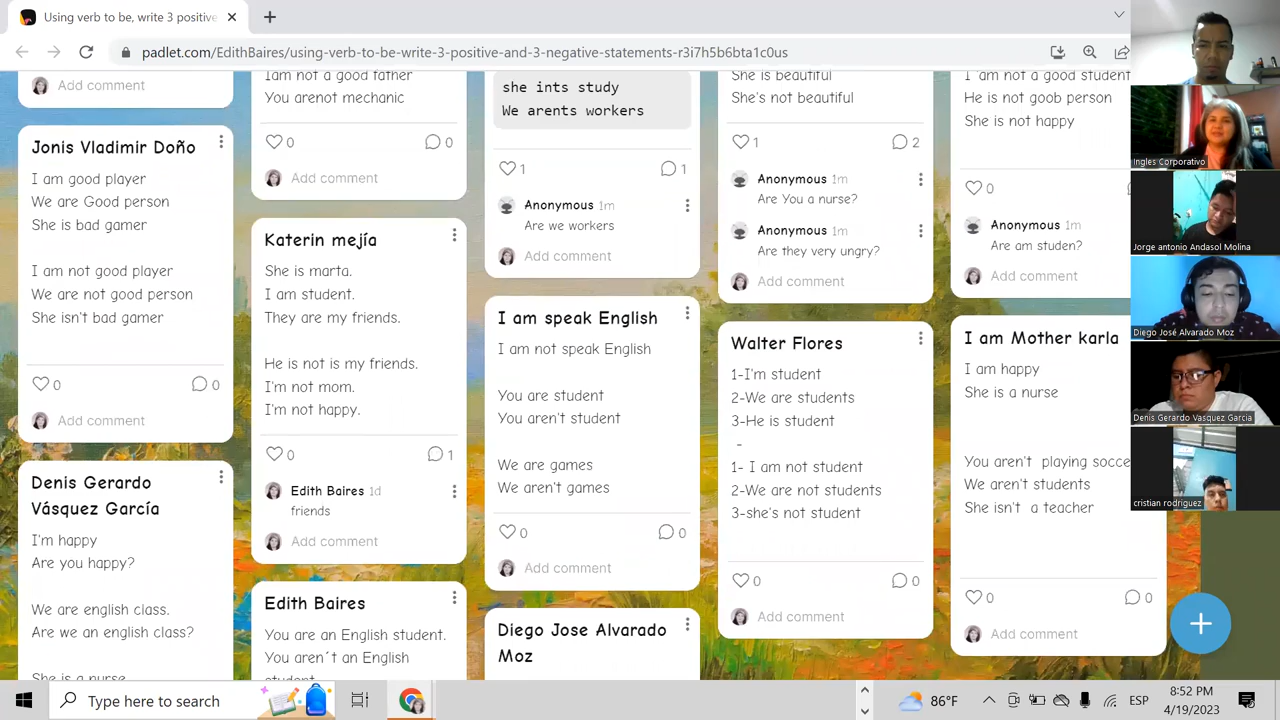 Using verb to be, write 3 positive
padlet.com/EdithBaires/using-verb-to-be-write-3-positive-and-3-negative-statements-r3i7h5b6bta1c0us
Add comment
Jonis Vladimir Doño
I am good player
We are Good person
She is bad gamer
I am not good player
We are not good person
She isn't bad gamer
0
0
Add comment
Denis Gerardo
Vásquez García
I'm happy
Are you happy?
We are english class.
Are we an english class?
She is a nurse
Iam not a good father
You arenot mechanic
0
0
Add comment
Katerin mejía
She is marta.
I am student.
They are my friends.
He is not is my friends.
I'm not mom.
I'm not happy.
0
1
Edith Baires 1d
friends
Add comment
Edith Baires
You are an English student.
You aren´t an English
student.
she ints study
We arents workers
1
1
Anonymous 1m
Are we workers
Add comment
I am speak English
I am not speak English
You are student
You aren't student
We are games
We aren't games
0
0
Add comment
Diego Jose Alvarado
Moz
She is beautiful
She's not beautiful
1
2
Anonymous 1m
Are You a nurse?
Anonymous 1m
Are they very ungry?
Add comment
Walter Flores
1-I'm student
2-We are students
3-He is student
-
1- I am not student
2-We are not students
3-she's not student
0
0
Add comment
I am not a good student
He is not goob person
She is not happy
0
Anonymous 1m
Are am studen?
Add comment
I am Mother karla
I am happy
She is a nurse
You aren't playing socce
We aren't students
She isn't a teacher
0
0
Add comment
Ingles Corporativo
Jorge antonio Andasol Molina
Diego José Alvarado Moz
Denis Gerardo Vasquez Garcia
cristian rodriguez
Type here to search
86°F
ESP
8:52 PM
4/19/2023